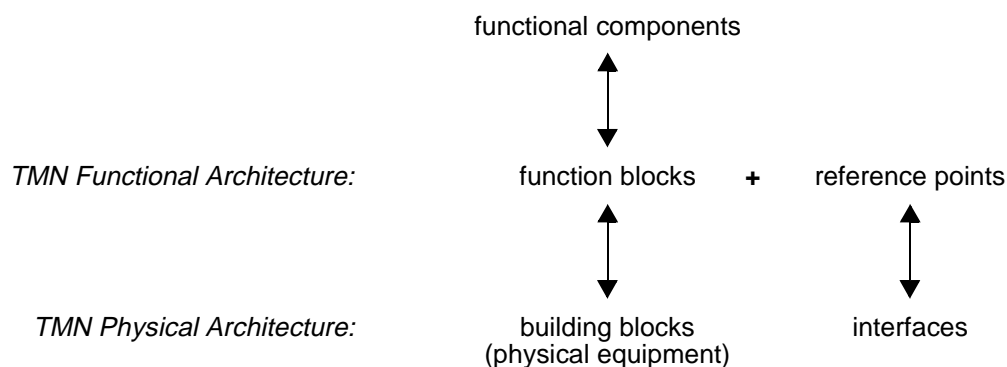 functional components
TMN Functional Architecture: function blocks + reference points
TMN Physical Architecture: building blocks interfaces
(physical equipment)